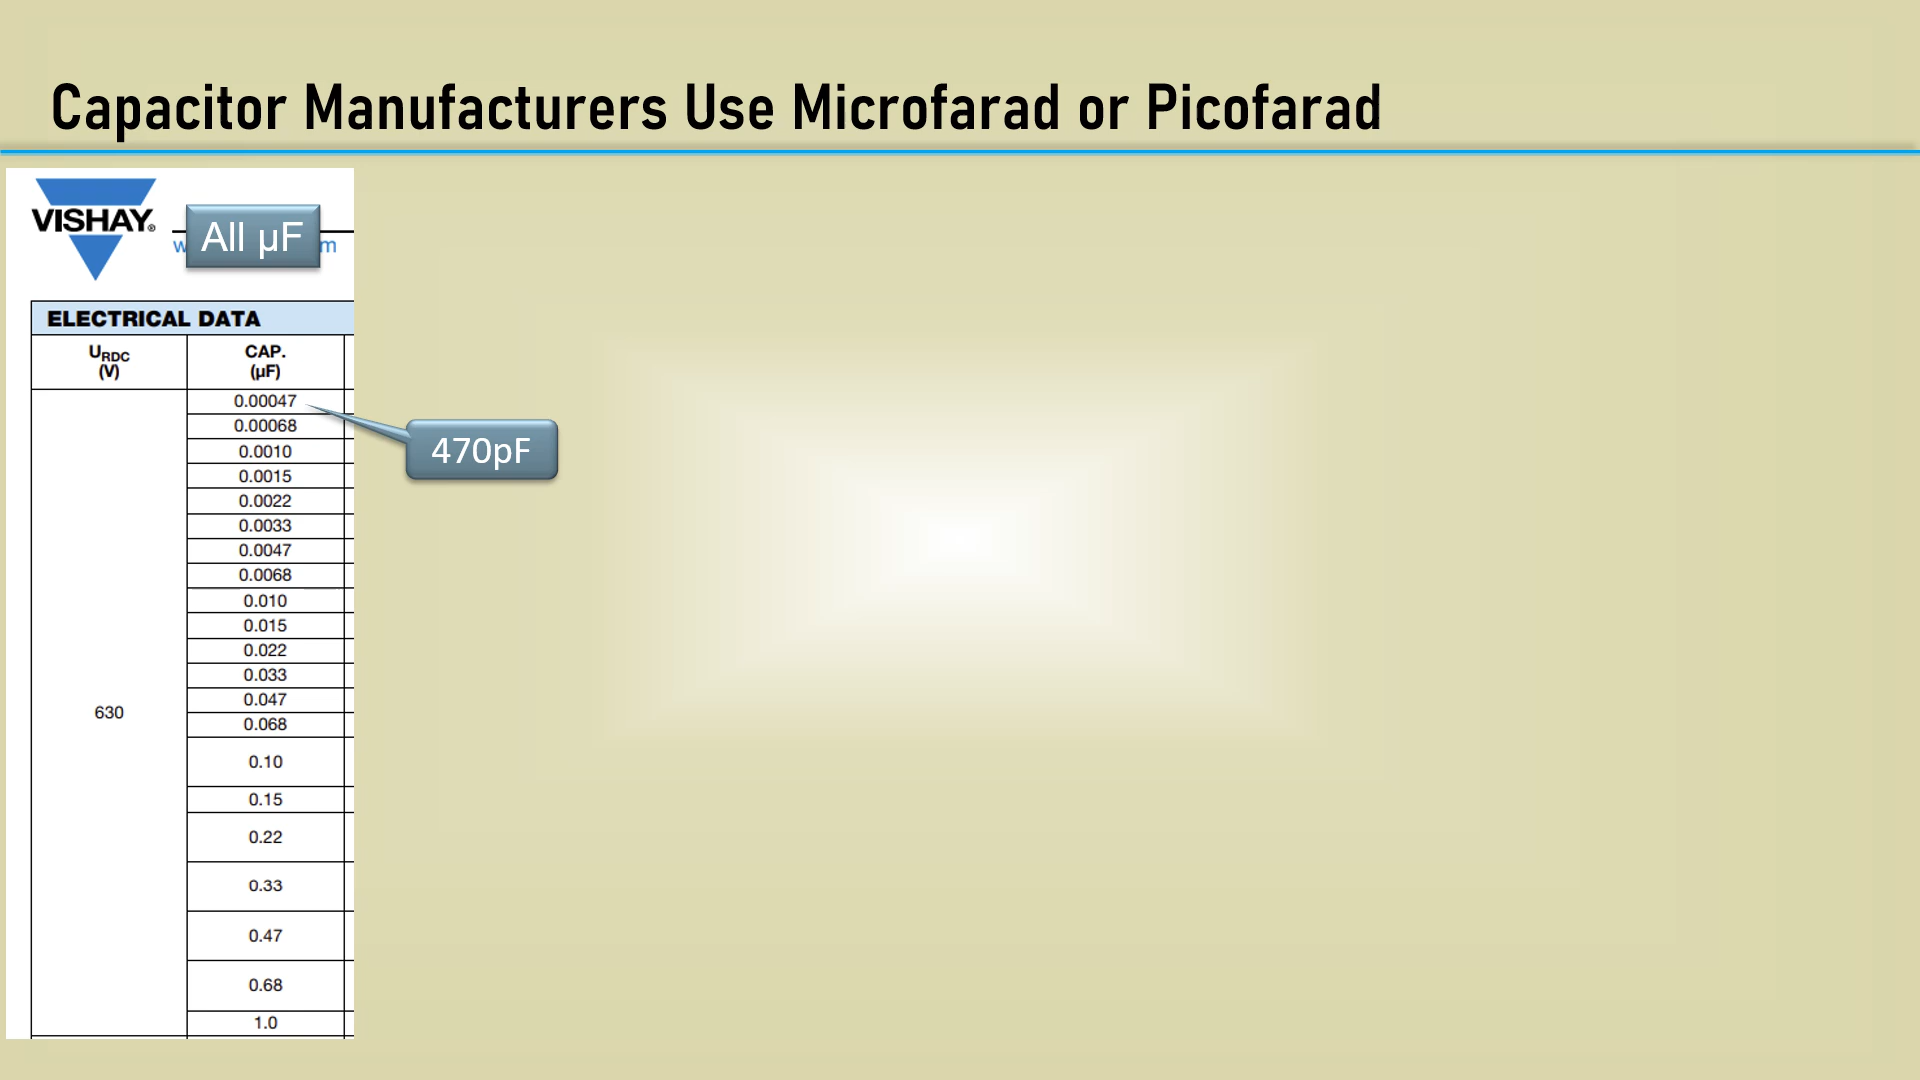 Capacitor Manufacturers Use Microfarad or Picofarad
VISHAY®
All µF
w m
ELECTRICAL DATA
URDC
(V)
CAP.
(µF)
0.00047
0.00068
470pF
0.0010
0.0015
0.0022
0.0033
0.0047
0.0068
0.010
0.015
0.022
0.033
0.047
630
0.068
0.10
0.15
0.22
0.33
0.47
0.68
1.0